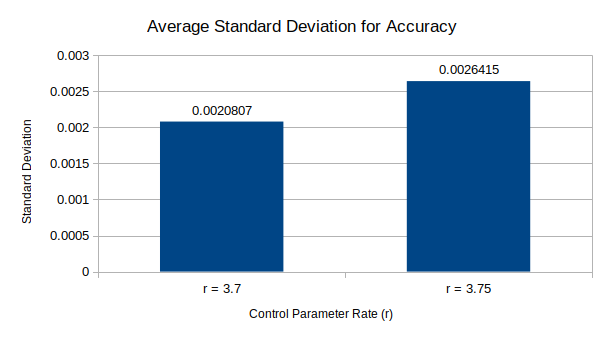 Average Standard Deviation for Accuracy
0.003
0.0025
0.002
0.0015
0.001
0.0005
0
Standard Deviation
0.0020807
0.0026415
r = 3.7
r = 3.75
Control Parameter Rate (r)